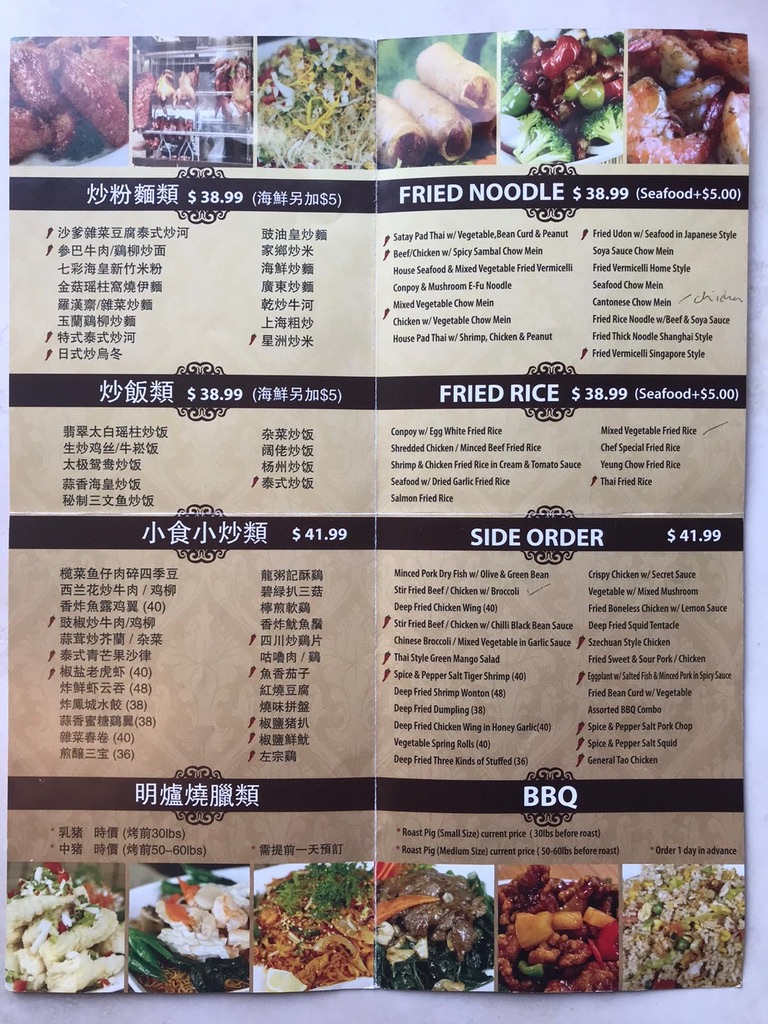 炒粉麵類 $ 38.99 (海鮮另加$5)
沙爹雜菜豆腐泰式炒河
参巴牛肉/鷄柳炒面
七彩海皇新竹米粉
金菇瑶柱窩燒伊麵
羅漢齋/雜菜炒麵
玉蘭鷄柳炒麵
特式泰式炒河
日式炒烏冬
豉油皇炒麵
家鄉炒米
海鮮炒麵
廣東炒麵
乾炒牛河
上海粗炒
星洲炒米
炒飯類 $ 38.99 (海鮮另加$5)
翡翠太白瑶柱炒饭
生炒鸡丝/牛崧饭
太极鸳鸯炒饭
蒜香海皇炒饭
秘制三文鱼炒饭
杂菜炒饭
阔佬炒饭
杨州炒饭
泰式炒饭
小食小炒類 $ 41.99
榄菜鱼仔肉碎四季豆
西兰花炒牛肉 / 鸡柳
香炸魚露鸡翼 (40)
豉椒炒牛肉/鸡柳
蒜茸炒芥蘭 / 杂菜
泰式青芒果沙律
椒盐老虎虾 (40)
炸鲜虾云吞 (48)
炸鳳城水餃 (38)
蒜香蜜糖鷄翼(38)
雜菜春卷 (40)
煎釀三宝 (36)
龍粥記酥鷄
碧緑扒三菇
檸煎軟鷄
香炸魷魚鬚
四川炒鷄片
咕嚕肉 / 鷄
魚香茄子
紅燒豆腐
燒味拼盤
椒鹽猪扒
椒鹽鮮魷
左宗鷄
明爐燒臘類
* 乳猪 時價 (烤前30lbs)
* 中猪 時價 (烤前50–60lbs)
* 需提前一天預訂
FRIED NOODLE $ 38.99 (Seafood+$5.00)
Satay Pad Thai w/ Vegetable,Bean Curd & Peanut
Beef/Chicken w/ Spicy Sambal Chow Mein
House Seafood & Mixed Vegetable Fried Vermicelli
Conpoy & Mushroom E-Fu Noodle
Mixed Vegetable Chow Mein
Chicken w/ Vegetable Chow Mein
House Pad Thai w/ Shrimp, Chicken & Peanut
Fried Udon w/ Seafood in Japanese Style
Soya Sauce Chow Mein
Fried Vermicelli Home Style
Seafood Chow Mein
Cantonese Chow Mein / chicken
Fried Rice Noodle w/Beef & Soya Sauce
Fried Thick Noodle Shanghai Style
Fried Vermicelli Singapore Style
FRIED RICE $ 38.99 (Seafood+$5.00)
Conpoy w/ Egg White Fried Rice
Shredded Chicken / Minced Beef Fried Rice
Shrimp & Chicken Fried Rice in Cream & Tomato Sauce
Seafood w/ Dried Garlic Fried Rice
Salmon Fried Rice
Mixed Vegetable Fried Rice
Chef Special Fried Rice
Yeung Chow Fried Rice
Thai Fried Rice
SIDE ORDER $ 41.99
Minced Pork Dry Fish w/ Olive & Green Bean
Stir Fried Beef / Chicken w/ Broccoli
Deep Fried Chicken Wing (40)
Stir Fried Beef / Chicken w/ Chilli Black Bean Sauce
Chinese Broccoli / Mixed Vegetable in Garlic Sauce
Thai Style Green Mango Salad
Spice & Pepper Salt Tiger Shrimp (40)
Deep Fried Shrimp Wonton (48)
Deep Fried Dumpling (38)
Deep Fried Chicken Wing in Honey Garlic(40)
Vegetable Spring Rolls (40)
Deep Fried Three Kinds of Stuffed (36)
Crispy Chicken w/ Secret Sauce
Vegetable w/ Mixed Mushroom
Fried Boneless Chicken w/ Lemon Sauce
Deep Fried Squid Tentacle
Szechuan Style Chicken
Fried Sweet & Sour Pork / Chicken
Eggplant w/ Salted Fish & Minced Pork in Spicy Sauce
Fried Bean Curd w/ Vegetable
Assorted BBQ Combo
Spice & Pepper Salt Pork Chop
Spice & Pepper Salt Squid
General Tao Chicken
BBQ
* Roast Pig (Small Size) current price ( 30lbs before roast)
* Roast Pig (Medium Size) current price ( 50-60lbs before roast)
* Order 1 day in advance